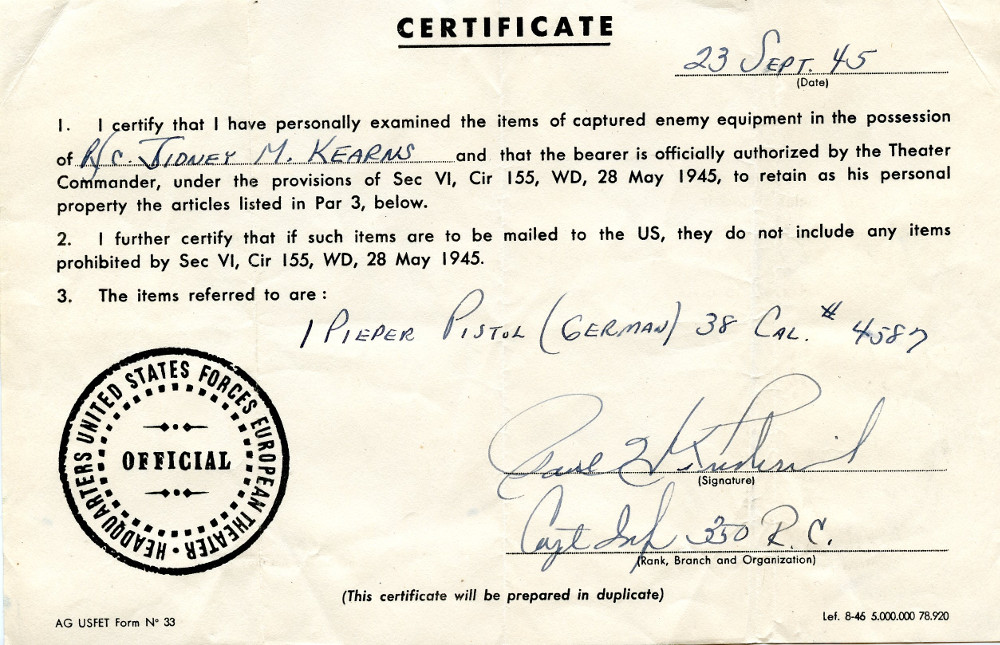 CERTIFICATE
23 SEPT. 45
(Date)
1. I certify that I have personally examined the items of captured enemy equipment in the possession
of SIDNEY M. KEARNS and that the bearer is officially authorized by the Theater
Commander, under the provisions of Sec VI, Cir 155, WD, 28 May 1945, to retain as his personal
property the articles listed in Par 3, below.
2. I further certify that if such items are to be mailed to the US, they do not include any items
prohibited by Sec VI, Cir 155, WD, 28 May 1945.
3. The items referred to are :
1 PIEPER PISTOL (GERMAN) 38 CAL. # 4587
HEADQUARTERS UNITED STATES FORCES EUROPEAN THEATER
OFFICIAL
(Signature)
Capt Inf 350 R.C.
(Rank, Branch and Organization)
(This certificate will be prepared in duplicate)
AG USFET Form N° 33
Lef. 8-46 5.000.000 78.920